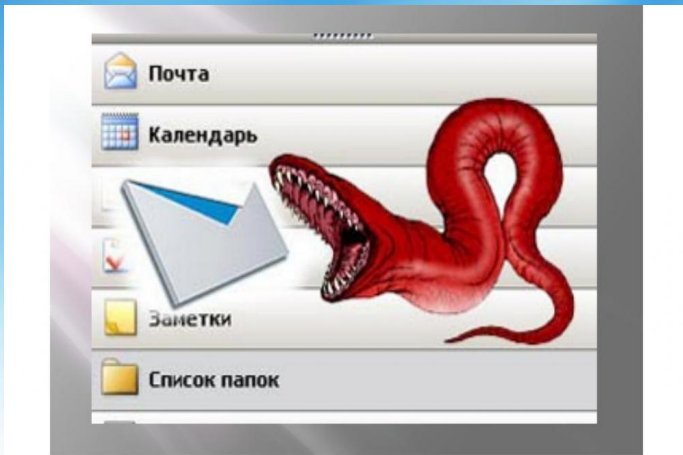 Почта
Календарь
Заметки
Список папок